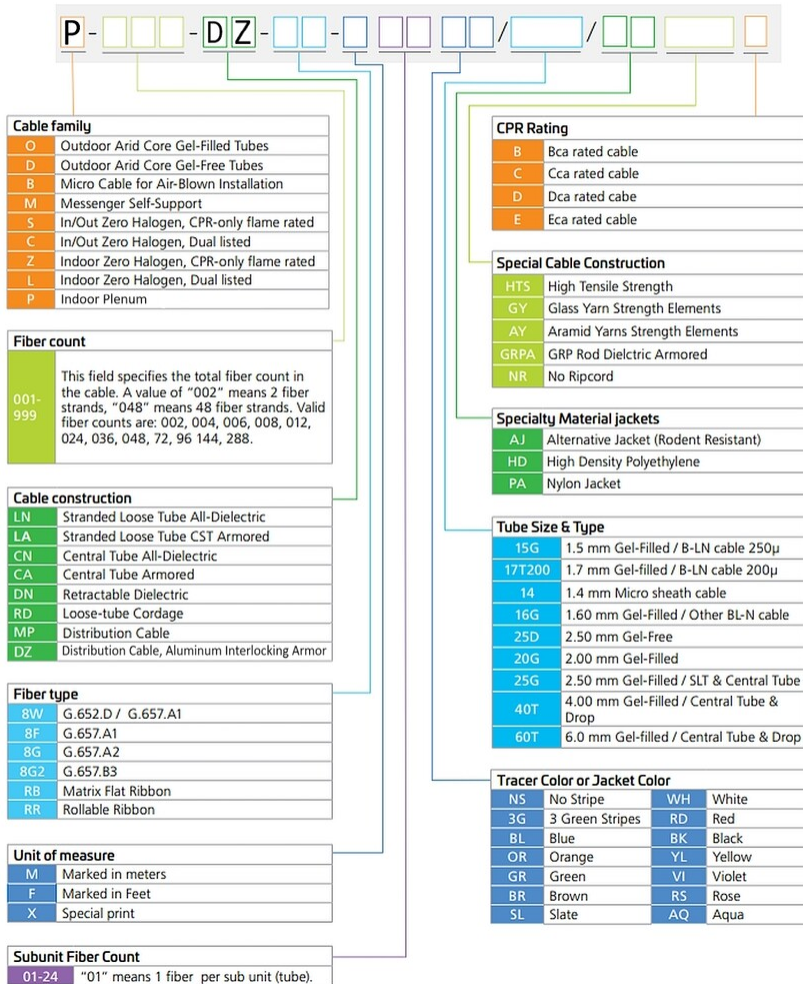 P - - DZ - - - / /
Cable family
O Outdoor Arid Core Gel-Filled Tubes
D Outdoor Arid Core Gel-Free Tubes
B Micro Cable for Air-Blown Installation
M Messenger Self-Support
S In/Out Zero Halogen, CPR-only flame rated
C In/Out Zero Halogen, Dual listed
Z Indoor Zero Halogen, CPR-only flame rated
L Indoor Zero Halogen, Dual listed
P Indoor Plenum
Fiber count
001-
999
This field specifies the total fiber count in
the cable. A value of “002” means 2 fiber
strands, “048” means 48 fiber strands. Valid
fiber counts are: 002, 004, 006, 008, 012,
024, 036, 048, 72, 96 144, 288.
Cable construction
LN Stranded Loose Tube All-Dielectric
LA Stranded Loose Tube CST Armored
CN Central Tube All-Dielectric
CA Central Tube Armored
DN Retractable Dielectric
RD Loose-tube Cordage
MP Distribution Cable
DZ Distribution Cable, Aluminum Interlocking Armor
Fiber type
8W G.652.D / G.657.A1
8F G.657.A1
8G G.657.A2
8G2 G.657.B3
RB Matrix Flat Ribbon
RR Rollable Ribbon
Unit of measure
M Marked in meters
F Marked in Feet
X Special print
Subunit Fiber Count
01-24 “01” means 1 fiber per sub unit (tube).
CPR Rating
B Bca rated cable
C Cca rated cable
D Dca rated cabe
E Eca rated cable
Special Cable Construction
HTS High Tensile Strength
GY Glass Yarn Strength Elements
AY Aramid Yarns Strength Elements
GRPA GRP Rod Dielctric Armored
NR No Ripcord
Specialty Material jackets
AJ Alternative Jacket (Rodent Resistant)
HD High Density Polyethylene
PA Nylon Jacket
Tube Size & Type
15G 1.5 mm Gel-Filled / B-LN cable 250µ
17T200 1.7 mm Gel-filled / B-LN cable 200µ
14 1.4 mm Micro sheath cable
16G 1.60 mm Gel-Filled / Other BL-N cable
25D 2.50 mm Gel-Free
20G 2.00 mm Gel-Filled
25G 2.50 mm Gel-Filled / SLT & Central Tube
40T 4.00 mm Gel-Filled / Central Tube &
Drop
60T 6.0 mm Gel-filled / Central Tube & Drop
Tracer Color or Jacket Color
NS No Stripe WH White
3G 3 Green Stripes RD Red
BL Blue BK Black
OR Orange YL Yellow
GR Green VI Violet
BR Brown RS Rose
SL Slate AQ Aqua